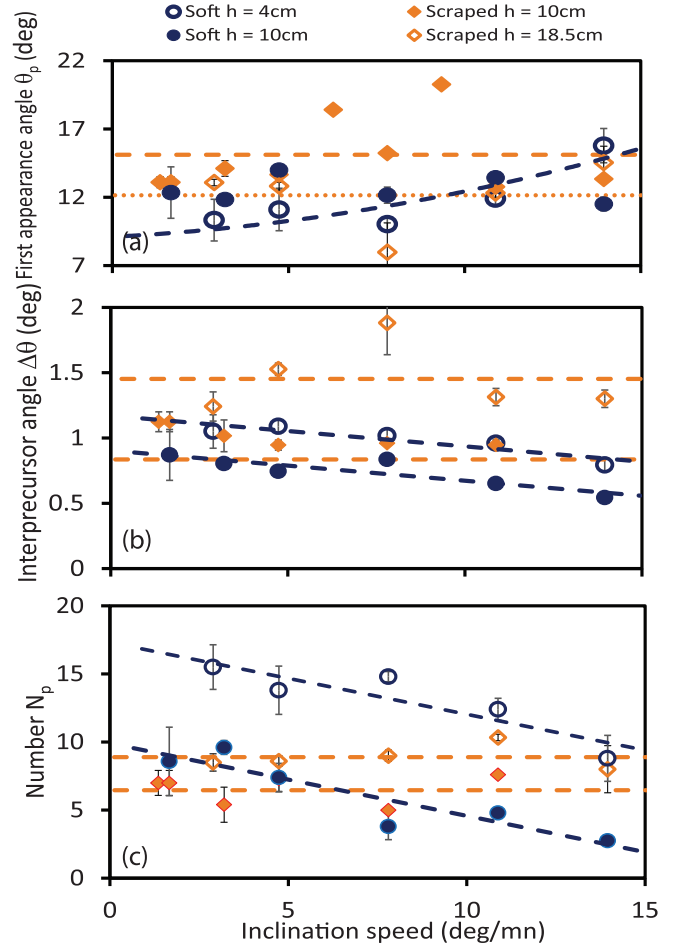 Soft h = 4cm
Scraped h = 10cm
Soft h = 10cm
Scraped h = 18.5cm
First appearance angle θp (deg)
22
17
12
7
(a)
Interprecursor angle Δθ (deg)
2
1.5
1
0.5
0
(b)
Number Np
20
15
10
5
0
(c)
0
5
10
15
Inclination speed (deg/mn)